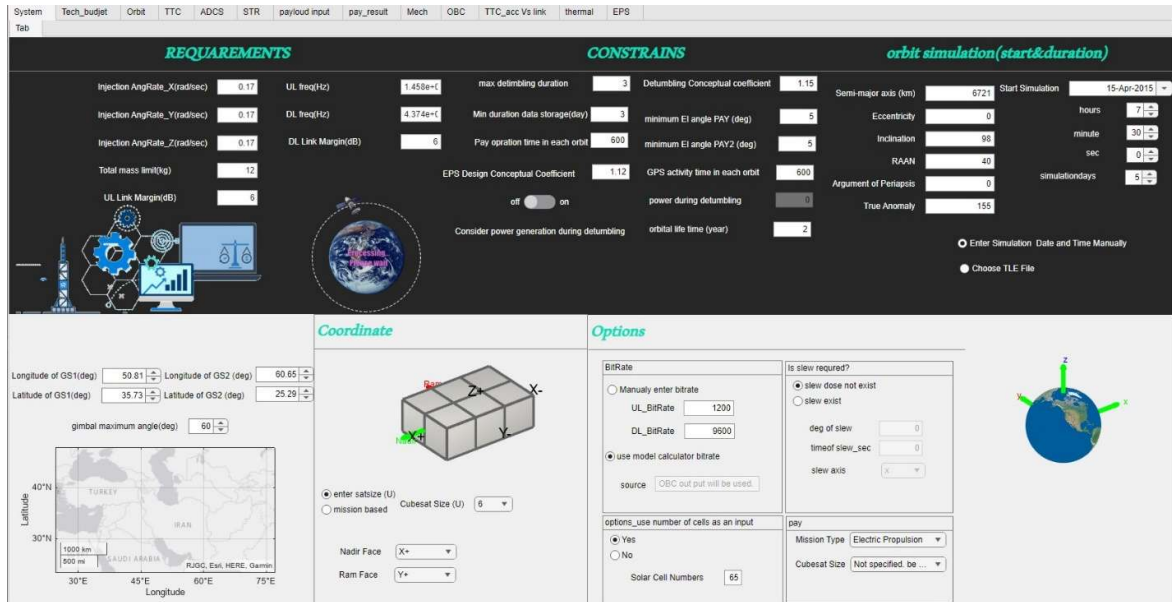 System Tech_budjet Orbit TTC ADCS STR payloud input pay_result Mech OBC TTC_acc Vs link thermal EPS
Tab
REQUAREMENTS
Injection AngRate_X(rad/sec) 0.17 UL freq(Hz) 1.458e+(
Injection AngRate_Y(rad/sec) 0.17 DL freq(Hz) 4.374e+(
Injection AngRate_Z(rad/sec) 0.17 DL Link Margin(dB) 6
Total mass limit(kg) 12
UL Link Margin(dB) 6
Processing...
Please wait
CONSTRAINS
max detimbling duration 3 Detumbling Conceptual coefficient 1.15
Min duration data storage(day) 3 minimum El angle PAY (deg) 5
Pay opration time in each orbit 600 minimum El angle PAY2 (deg) 5
EPS Design Conceptual Coefficient 1.12 GPS activity time in each orbit 600
off on power during detumbling 0
Consider power generation during detumbling orbital life time (year) 2
orbit simulation(start&duration)
Semi-major axis (km) 6721 Start Simulation 15-Apr-2015
Eccentricity 0 hours 7
Inclination 98 minute 30
RAAN 40 sec 0
Argument of Periapsis 0 simulationdays 5
True Anomaly 155
Enter Simulation Date and Time Manually
Choose TLE File
Longitude of GS1(deg) 50.81 Longitude of GS2 (deg) 60.65
Latitude of GS1(deg) 35.73 Latitude of GS2 (deg) 25.29
gimbal maximum angle(deg) 60
40°N
30°N
Latitude
TURKEY
IRAN
SAUDI ARABIA
1000 km
500 mi
RJGC, Esri, HERE, Garmin
30°E 45°E 60°E 75°E
Longitude
Coordinate
Ram
Z+
X-
X+
Y-
enter satsize (U)
mission based
Cubesat Size (U) 6
Nadir Face X+
Ram Face Y+
Options
BitRate
Manualy enter bitrate
UL_BitRate 1200
DL_BitRate 9600
use model calculator bitrate
source OBC out put will be used.
Is slew requred?
slew dose not exist
slew exist
deg of slew 0
timeof slew_sec 0
slew axis x
options_use number of cells as an input
Yes
No
Solar Cell Numbers 65
pay
Mission Type Electric Propulsion
Cubesat Size Not specified. be ...
z
y
x